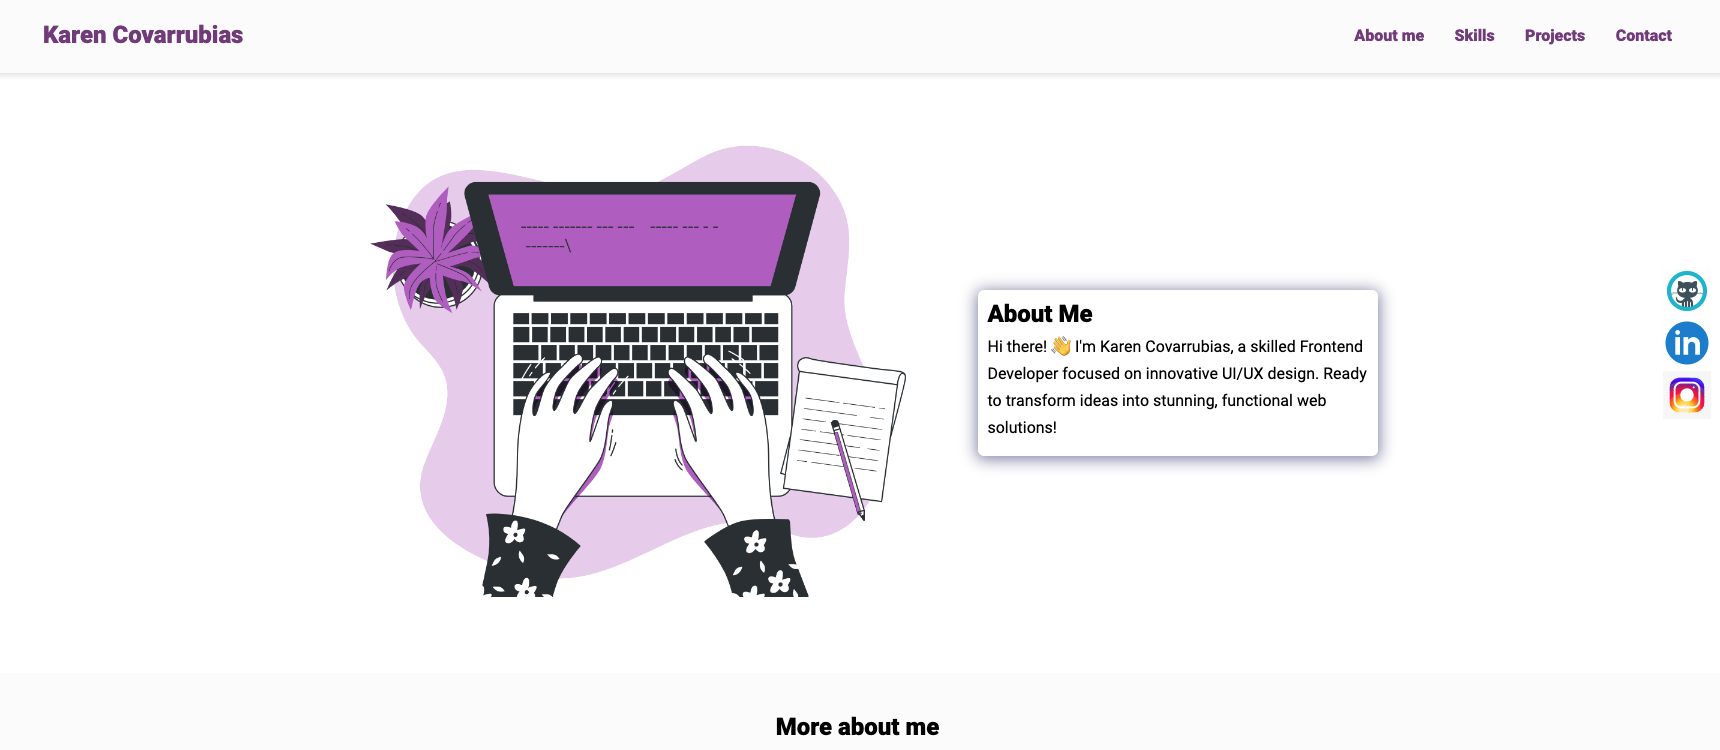 Karen Covarrubias
About me Skills Projects Contact
About Me
Hi there! 👋 I'm Karen Covarrubias, a skilled Frontend
Developer focused on innovative UI/UX design. Ready
to transform ideas into stunning, functional web
solutions!
in
More about me